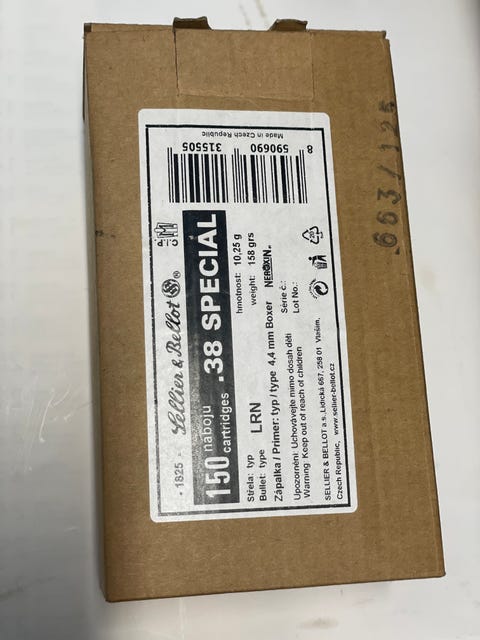 • 1825 •
Sellier & Bellot ®
150 nábojů
cartridges
.38 SPECIAL
Střela: typ
Bullet: type
LRN
hmotnost: 10,25 g
weight: 158 grs
Zápalka / Primer: typ / type 4,4 mm Boxer NEROXIN®
Upozornění: Uchovávejte mimo dosah dětí
Warning: Keep out of reach of children
Série č.:
Lot No.:
SELLIER & BELLOT a.s., Lidická 667, 258 01 Vlašim,
Czech Republic, www.sellier-bellot.cz
8 590690 315505
Made in Czech Republic
663/125